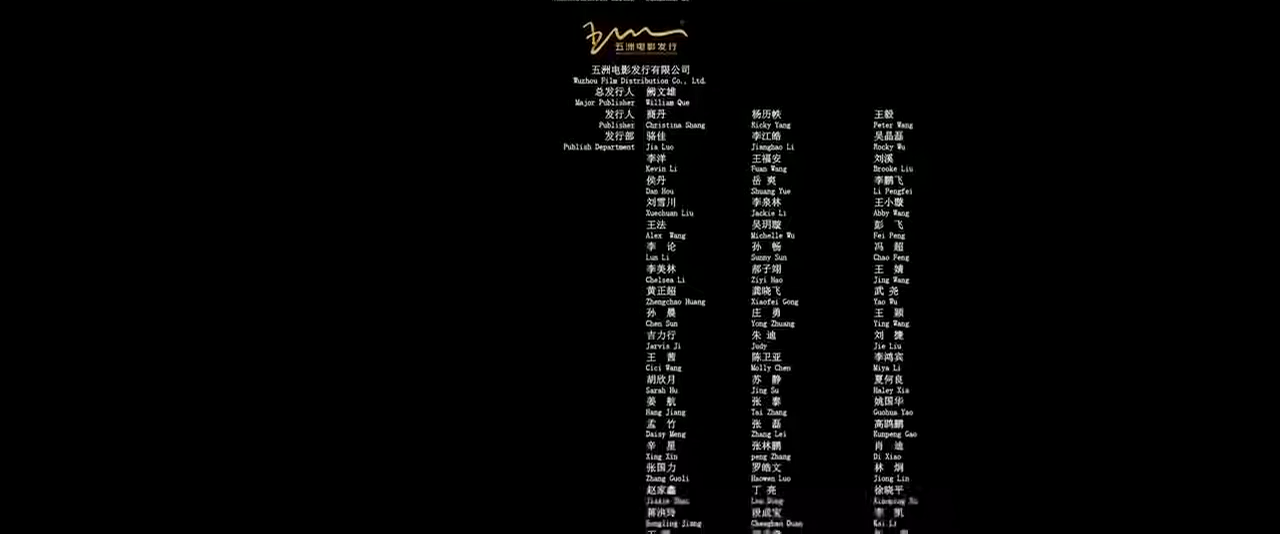 五洲电影发行
五洲电影发行有限公司
Wuzhou Film Distribution Co., Ltd.
总发行人 阙文雄
Major Publisher William Que
发行人 商丹 杨历帙 王毅
Publisher Christina Shang Ricky Yang Peter Wang
发行部 骆佳 李江皓 吴晶磊
Publish Department Jia Luo Jianghao Li Rocky Wu
李洋 王福安 刘溪
Kevin Li Fuan Wang Brooke Liu
侯丹 岳 爽 李鹏飞
Dan Hou Shuang Yue Li Pengfei
刘雪川 李泉林 王小璇
Xuechuan Liu Jackie Li Abby Wang
王法 吴玥璇 彭 飞
Alex Wang Michelle Wu Fei Peng
李 论 孙 畅 冯 超
Lun Li Sunny Sun Chao Feng
李美林 郝子翊 王 婧
Chelsea Li Ziyi Hao Jing Wang
黄正超 龚晓飞 武 尧
Zhengchao Huang Xiaofei Gong Yao Wu
孙 晨 庄 勇 王 颖
Chen Sun Yong Zhuang Ying Wang
吉力行 朱 迪 刘 捷
Jarvis Ji Judy Jie Liu
王 茜 陈卫亚 李鸿宾
Cici Wang Molly Chen Miya Li
胡欣月 苏 静 夏何良
Sarah Hu Jing Su Haley Xia
姜 航 张 泰 姚国华
Hang Jiang Tai Zhang Guohua Yao
孟 竹 张 磊 高鹍鹏
Daisy Meng Zhang Lei Kunpeng Gao
辛 星 张林鹏 肖 迪
Xing Xin peng Zhang Di Xiao
张国力 罗皓文 林 炯
Zhang Guoli Haowen Luo Jiong Lin
赵家鑫 丁 亮 徐晓平
蒋洪玲 段成宝 李 凯
Hongling Jiang Chengbao Duan Kai Li